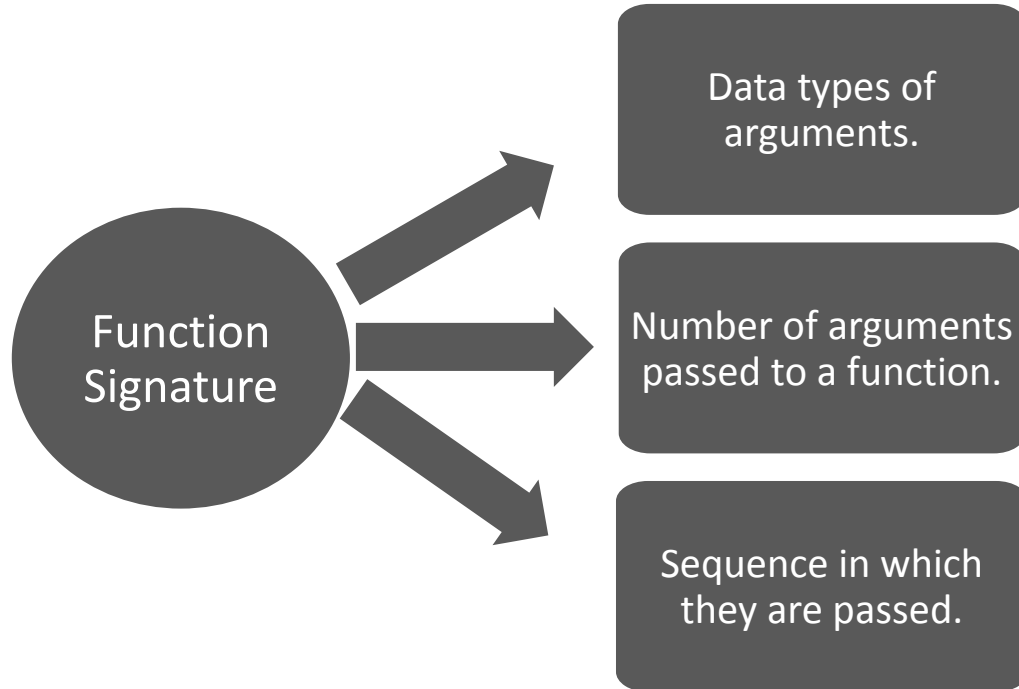 Function
Signature
Data types of
arguments.
Number of arguments
passed to a function.
Sequence in which
they are passed.